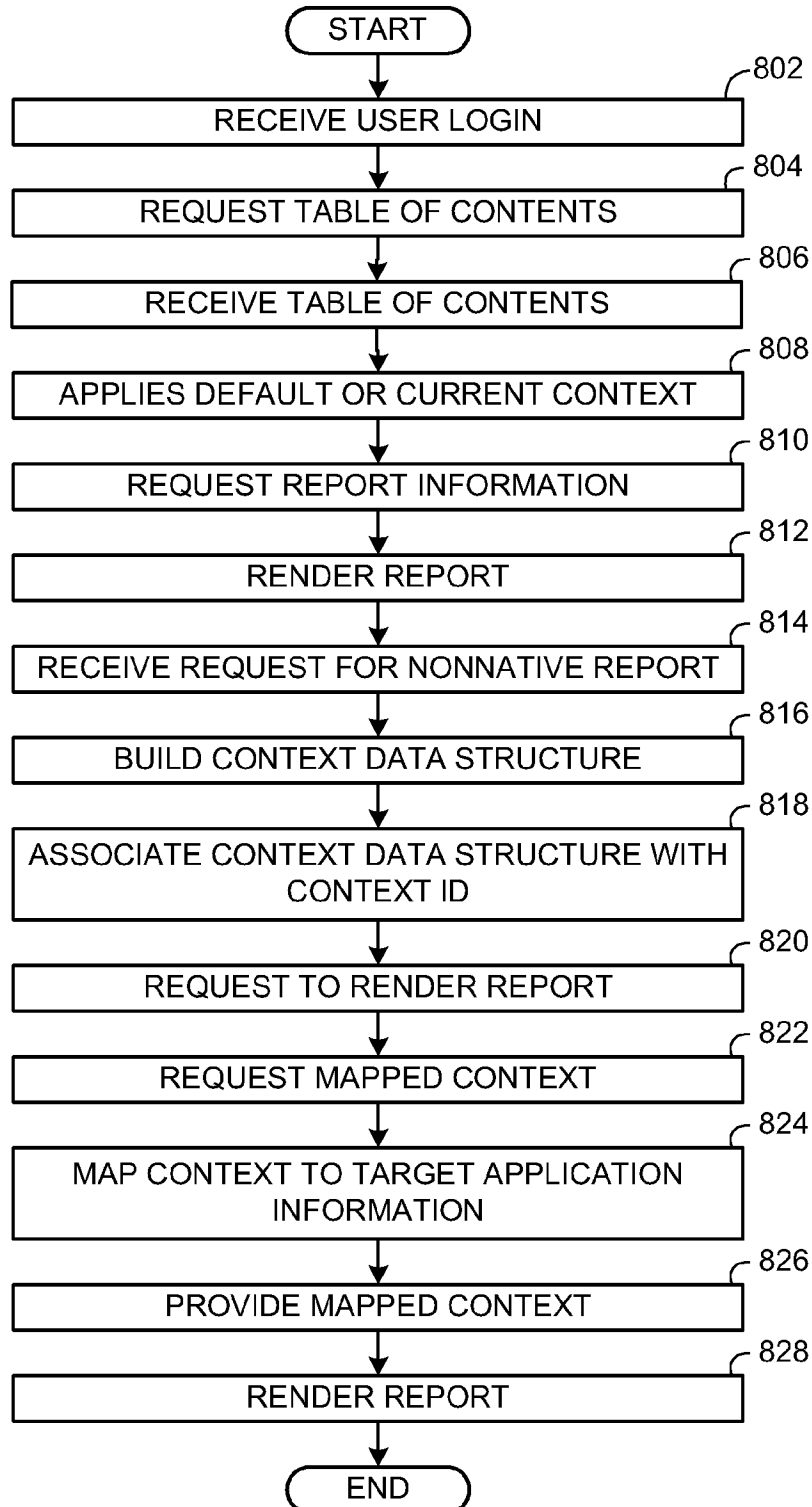 START
802
RECEIVE USER LOGIN
804
REQUEST TABLE OF CONTENTS
806
RECEIVE TABLE OF CONTENTS
808
APPLIES DEFAULT OR CURRENT CONTEXT
810
REQUEST REPORT INFORMATION
812
RENDER REPORT
814
RECEIVE REQUEST FOR NONNATIVE REPORT
816
BUILD CONTEXT DATA STRUCTURE
818
ASSOCIATE CONTEXT DATA STRUCTURE WITH
CONTEXT ID
820
REQUEST TO RENDER REPORT
822
REQUEST MAPPED CONTEXT
824
MAP CONTEXT TO TARGET APPLICATION
INFORMATION
826
PROVIDE MAPPED CONTEXT
828
RENDER REPORT
END